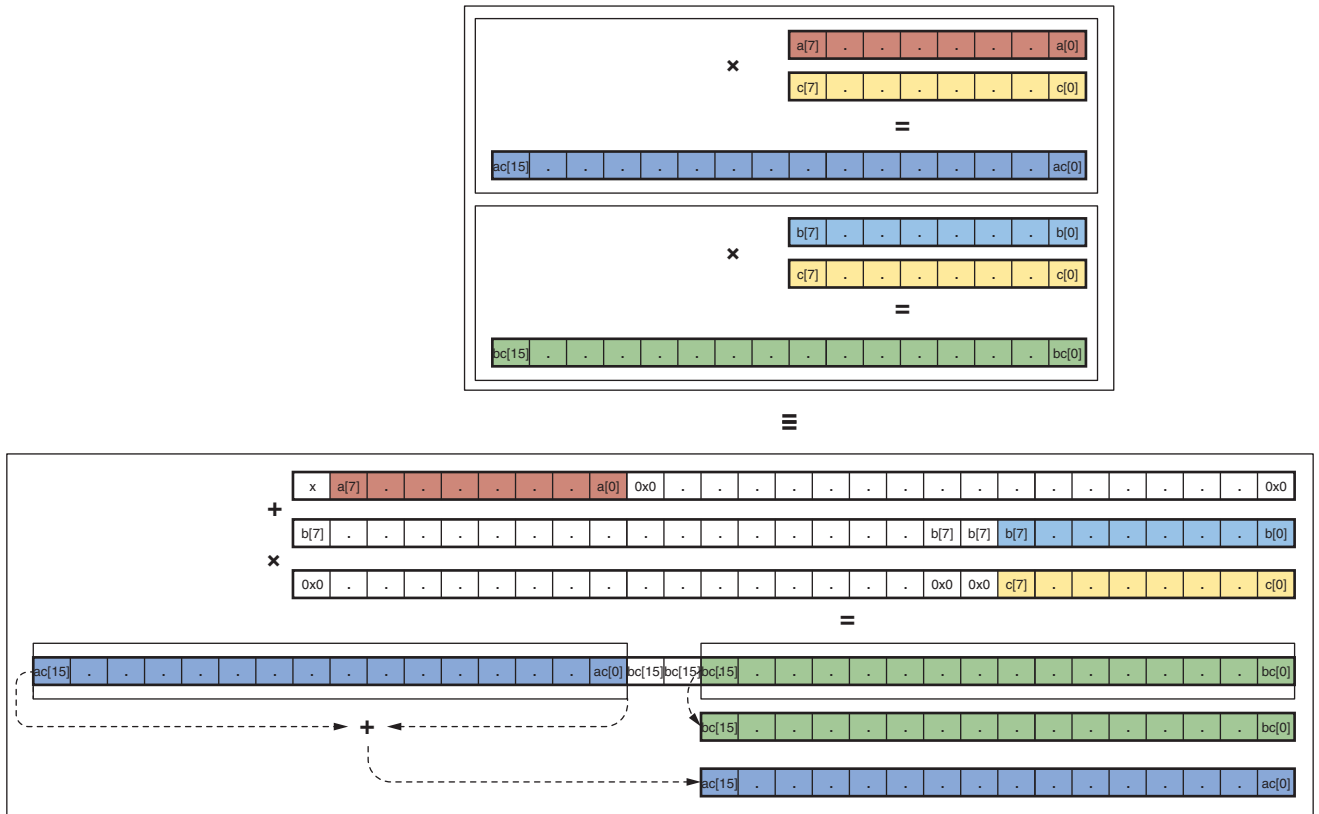 a[7] . . . . . . a[0]
×
c[7] . . . . . . c[0]
=
ac[15] . . . . . . . . . . . . . . ac[0]
b[7] . . . . . . b[0]
×
c[7] . . . . . . c[0]
=
bc[15] . . . . . . . . . . . . . . bc[0]
≡
x a[7] . . . . . . a[0] 0x0 . . . . . . . . . . . . . . . . 0x0
+
b[7] . . . . . . . . . . . . . . . . b[7] b[7] b[7] . . . . . . b[0]
×
0x0 . . . . . . . . . . . . . . . . 0x0 0x0 c[7] . . . . . . c[0]
=
ac[15] . . . . . . . . . . . . . . ac[0] bc[15] bc[15] bc[15] . . . . . . . . . . . . . . bc[0]
+
bc[15] . . . . . . . . . . . . . . bc[0]
ac[15] . . . . . . . . . . . . . . ac[0]